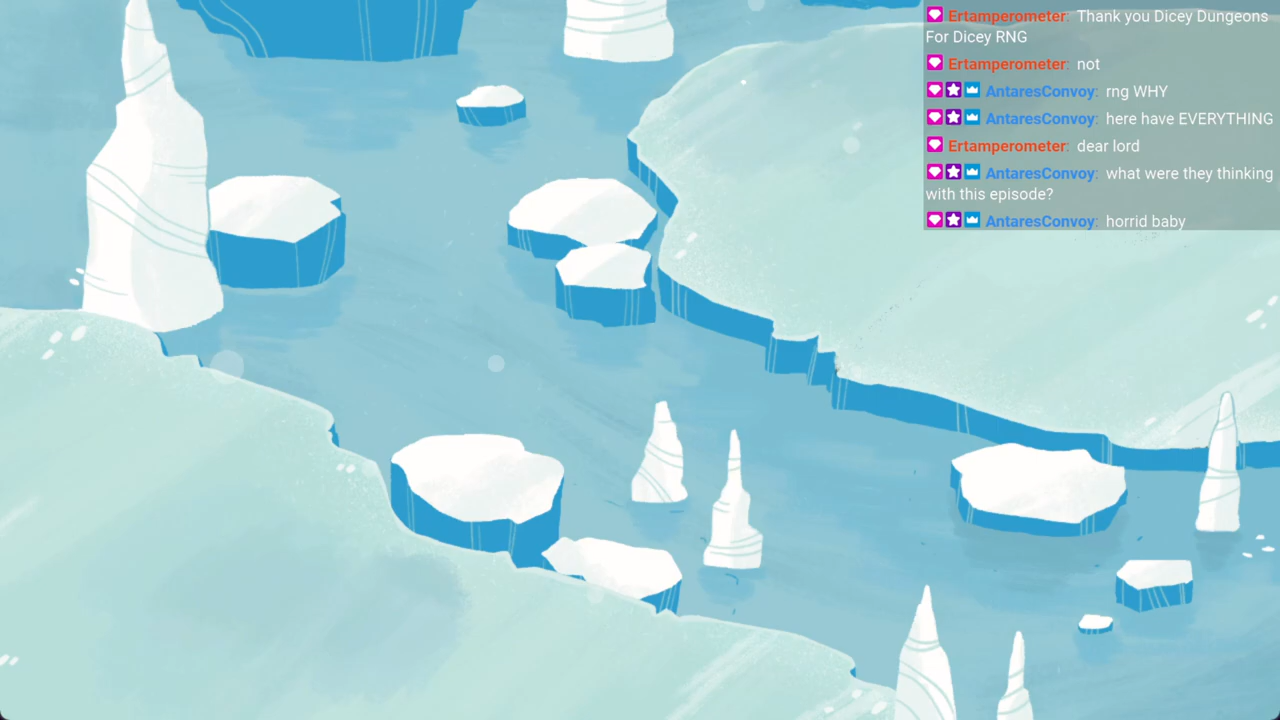 Ertamperometer: Thank you Dicey Dungeons
For Dicey RNG
Ertamperometer: not
AntaresConvoy: rng WHY
AntaresConvoy: here have EVERYTHING
Ertamperometer: dear lord
AntaresConvoy: what were they thinking
with this episode?
AntaresConvoy: horrid baby